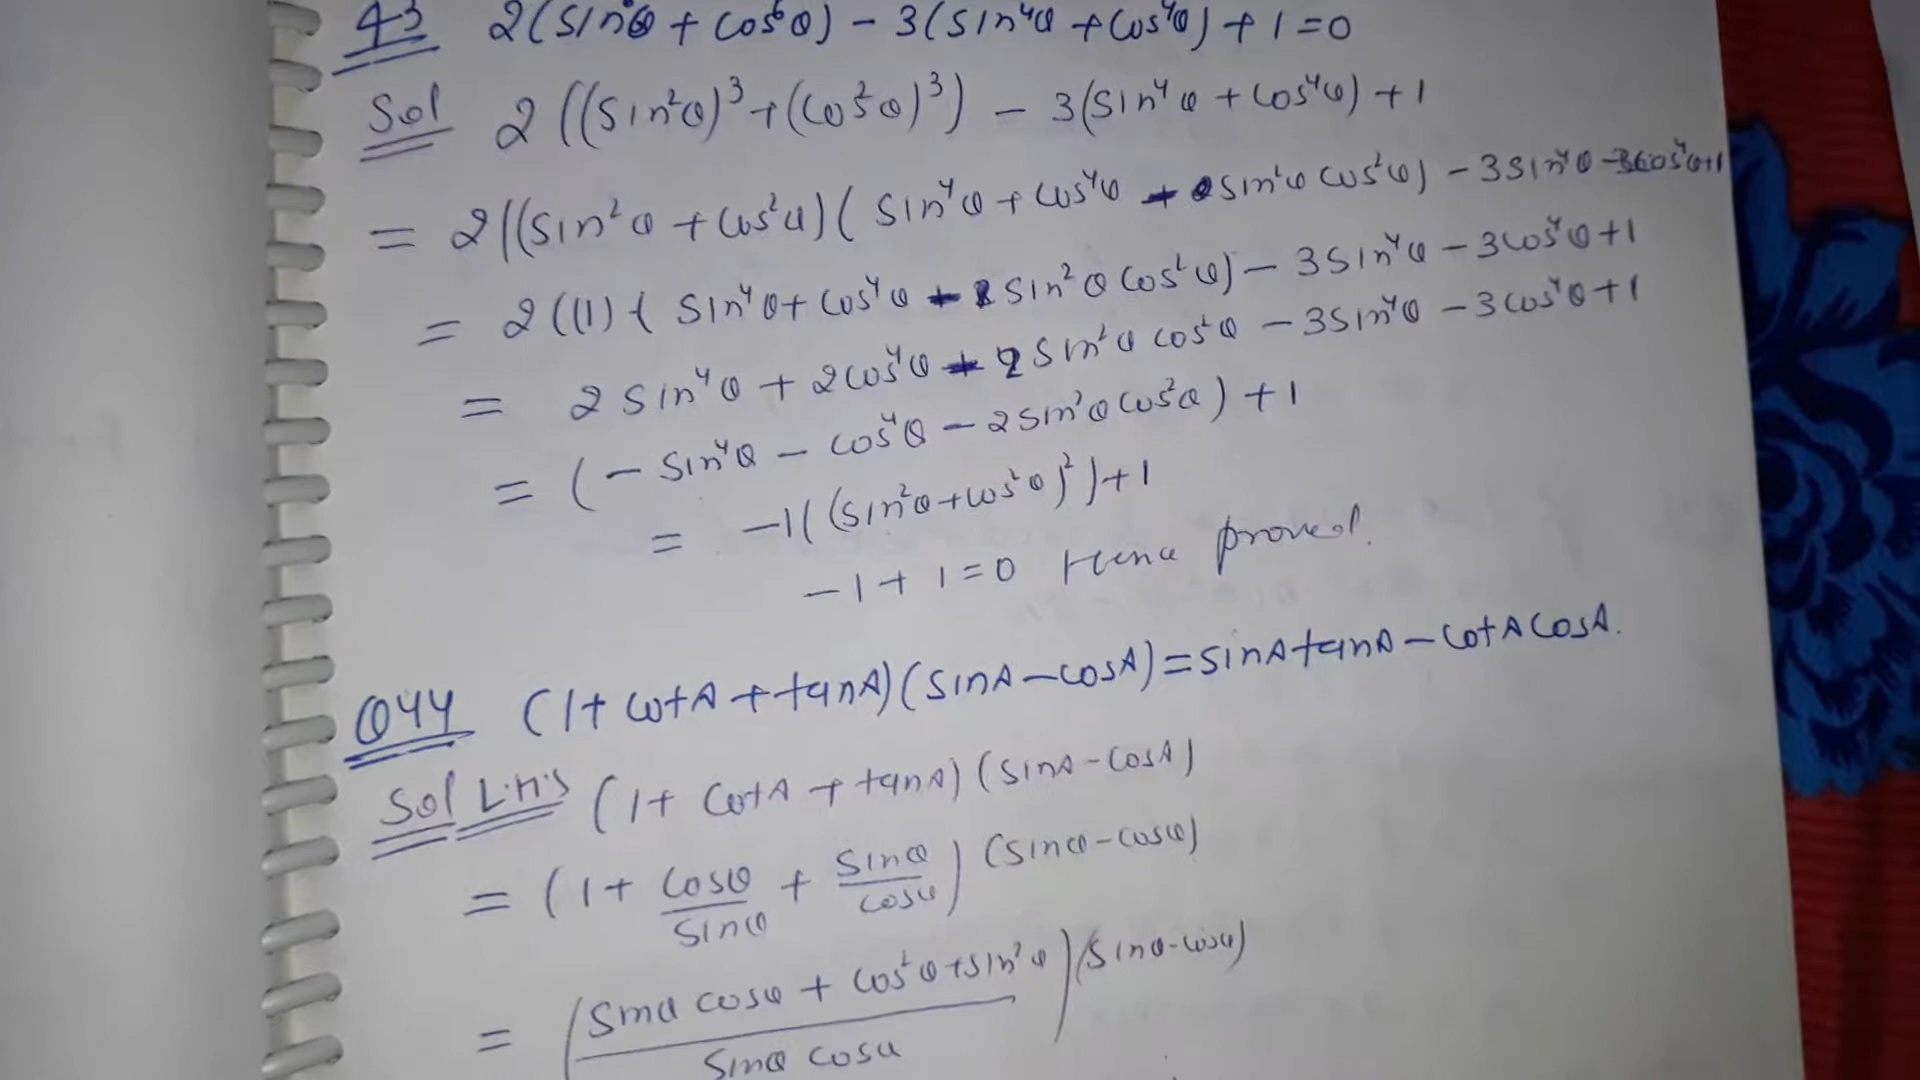 43 2(sin⁶θ + cos⁶θ) - 3(sin⁴θ + cos⁴θ) + 1 = 0
Sol 2((sin²θ)³ + (cos²θ)³) - 3(sin⁴θ + cos⁴θ) + 1
= 2((sin²θ + cos²θ)(sin⁴θ + cos⁴θ - sin²θ cos²θ) - 3sin⁴θ - 3cos⁴θ + 1
= 2((1)( sin⁴θ + cos⁴θ - sin²θ cos²θ) - 3sin⁴θ - 3cos⁴θ + 1
= 2sin⁴θ + 2cos⁴θ - 2sin²θ cos²θ - 3sin⁴θ - 3cos⁴θ + 1
= (- sin⁴θ - cos⁴θ - 2sin²θ cos²θ) + 1
= -1((sin²θ + cos²θ)²) + 1
-1 + 1 = 0 Hence proved.
Q44 (1 + cotA + tanA)(sinA - cosA) = sinA tanA - cotA cosA.
Sol L.H.S (1 + cotA + tanA)(sinA - cosA)
= (1 + cosθ/sinθ + sinθ/cosθ)(sinθ - cosθ)
= (sinθ cosθ + cos²θ + sin²θ / sinθ cosθ)(sinθ - cosθ)